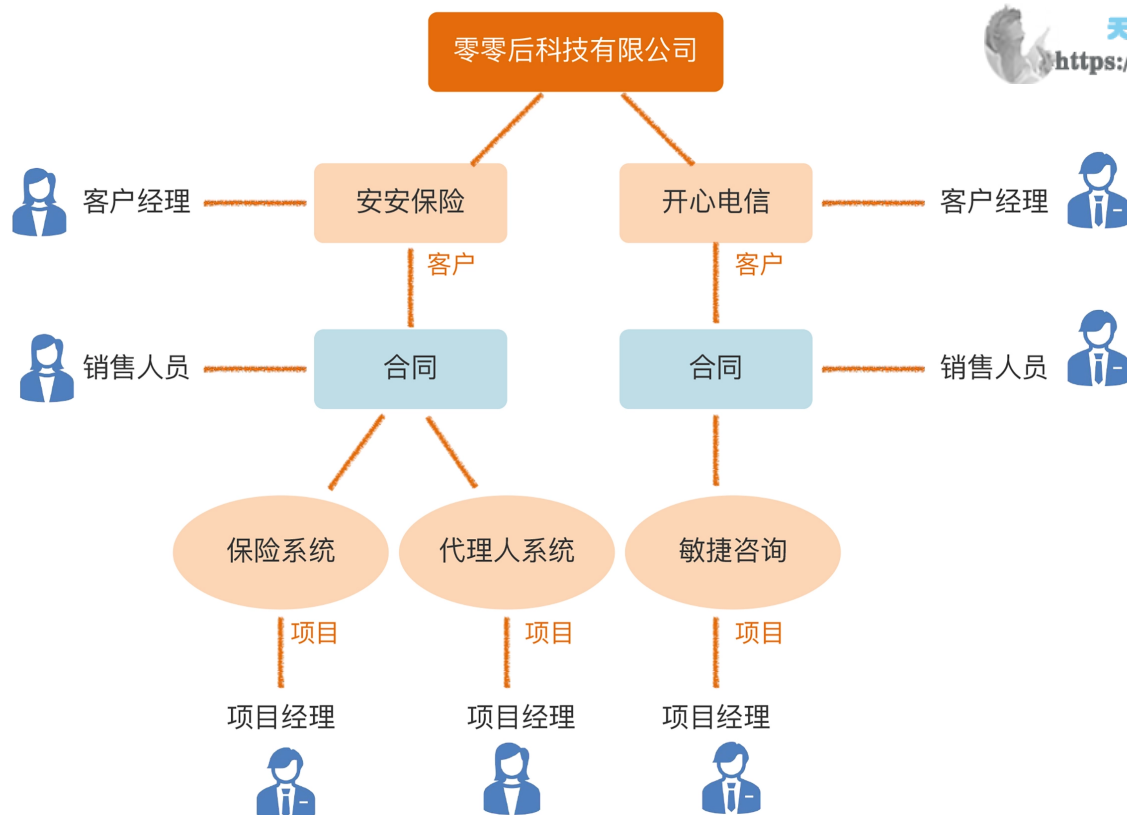 零零后科技有限公司
天
https:/
客户经理
安安保险
开心电信
客户经理
客户
客户
销售人员
合同
合同
销售人员
保险系统
代理人系统
敏捷咨询
项目
项目
项目
项目经理
项目经理
项目经理